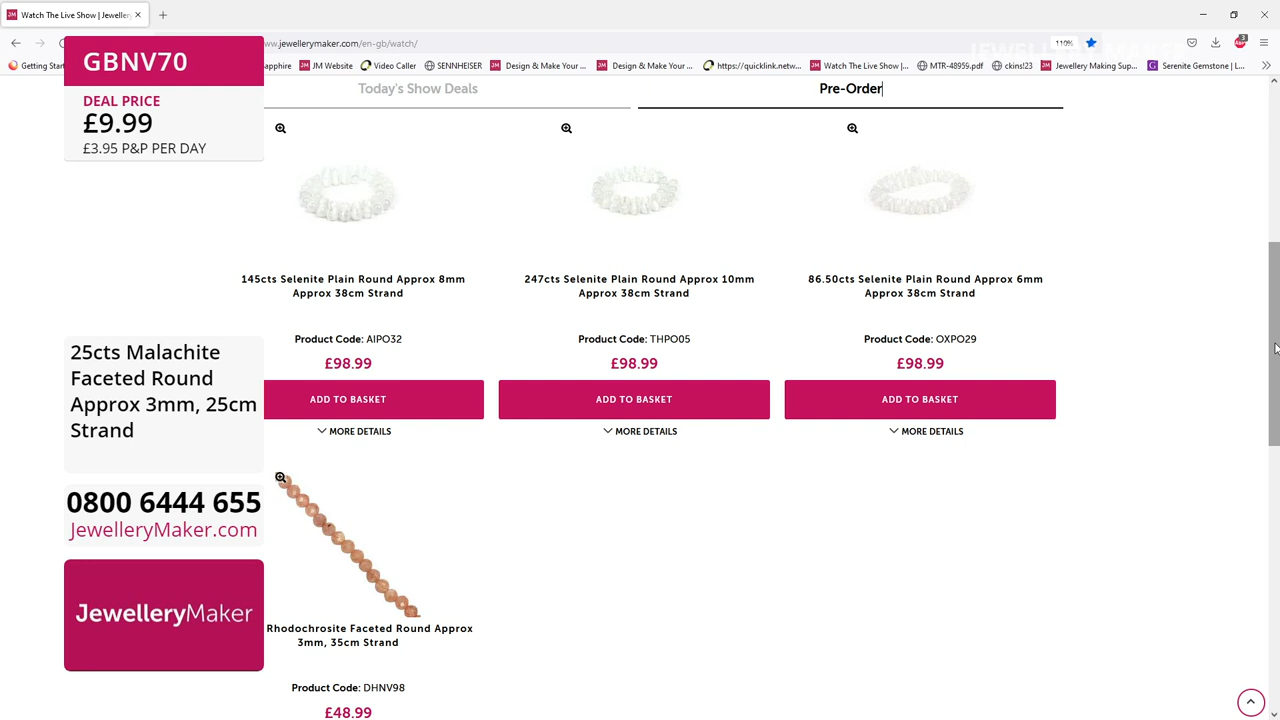 Watch The Live Show | Jeweller
www.jewellerymaker.com/en-gb/watch/
110%
3
Getting Star
apphire
JM Website
Video Caller
SENNHEISER
Design & Make Your ...
Design & Make Your ...
https://quicklink.netw...
Watch The Live Show |...
MTR-48959.pdf
ckins!23
Jewellery Making Sup...
Serenite Gemstone | L...
JEWELLERYMAKER
GBNV70
DEAL PRICE
£9.99
£3.95 P&P PER DAY
Today's Show Deals
Pre-Order
145cts Selenite Plain Round Approx 8mm
Approx 38cm Strand
Product Code: AIPO32
£98.99
ADD TO BASKET
MORE DETAILS
247cts Selenite Plain Round Approx 10mm
Approx 38cm Strand
Product Code: THPO05
£98.99
ADD TO BASKET
MORE DETAILS
86.50cts Selenite Plain Round Approx 6mm
Approx 38cm Strand
Product Code: OXPO29
£98.99
ADD TO BASKET
MORE DETAILS
25cts Malachite
Faceted Round
Approx 3mm, 25cm
Strand
0800 6444 655
JewelleryMaker.com
JewelleryMaker
Rhodochrosite Faceted Round Approx
3mm, 35cm Strand
Product Code: DHNV98
£48.99